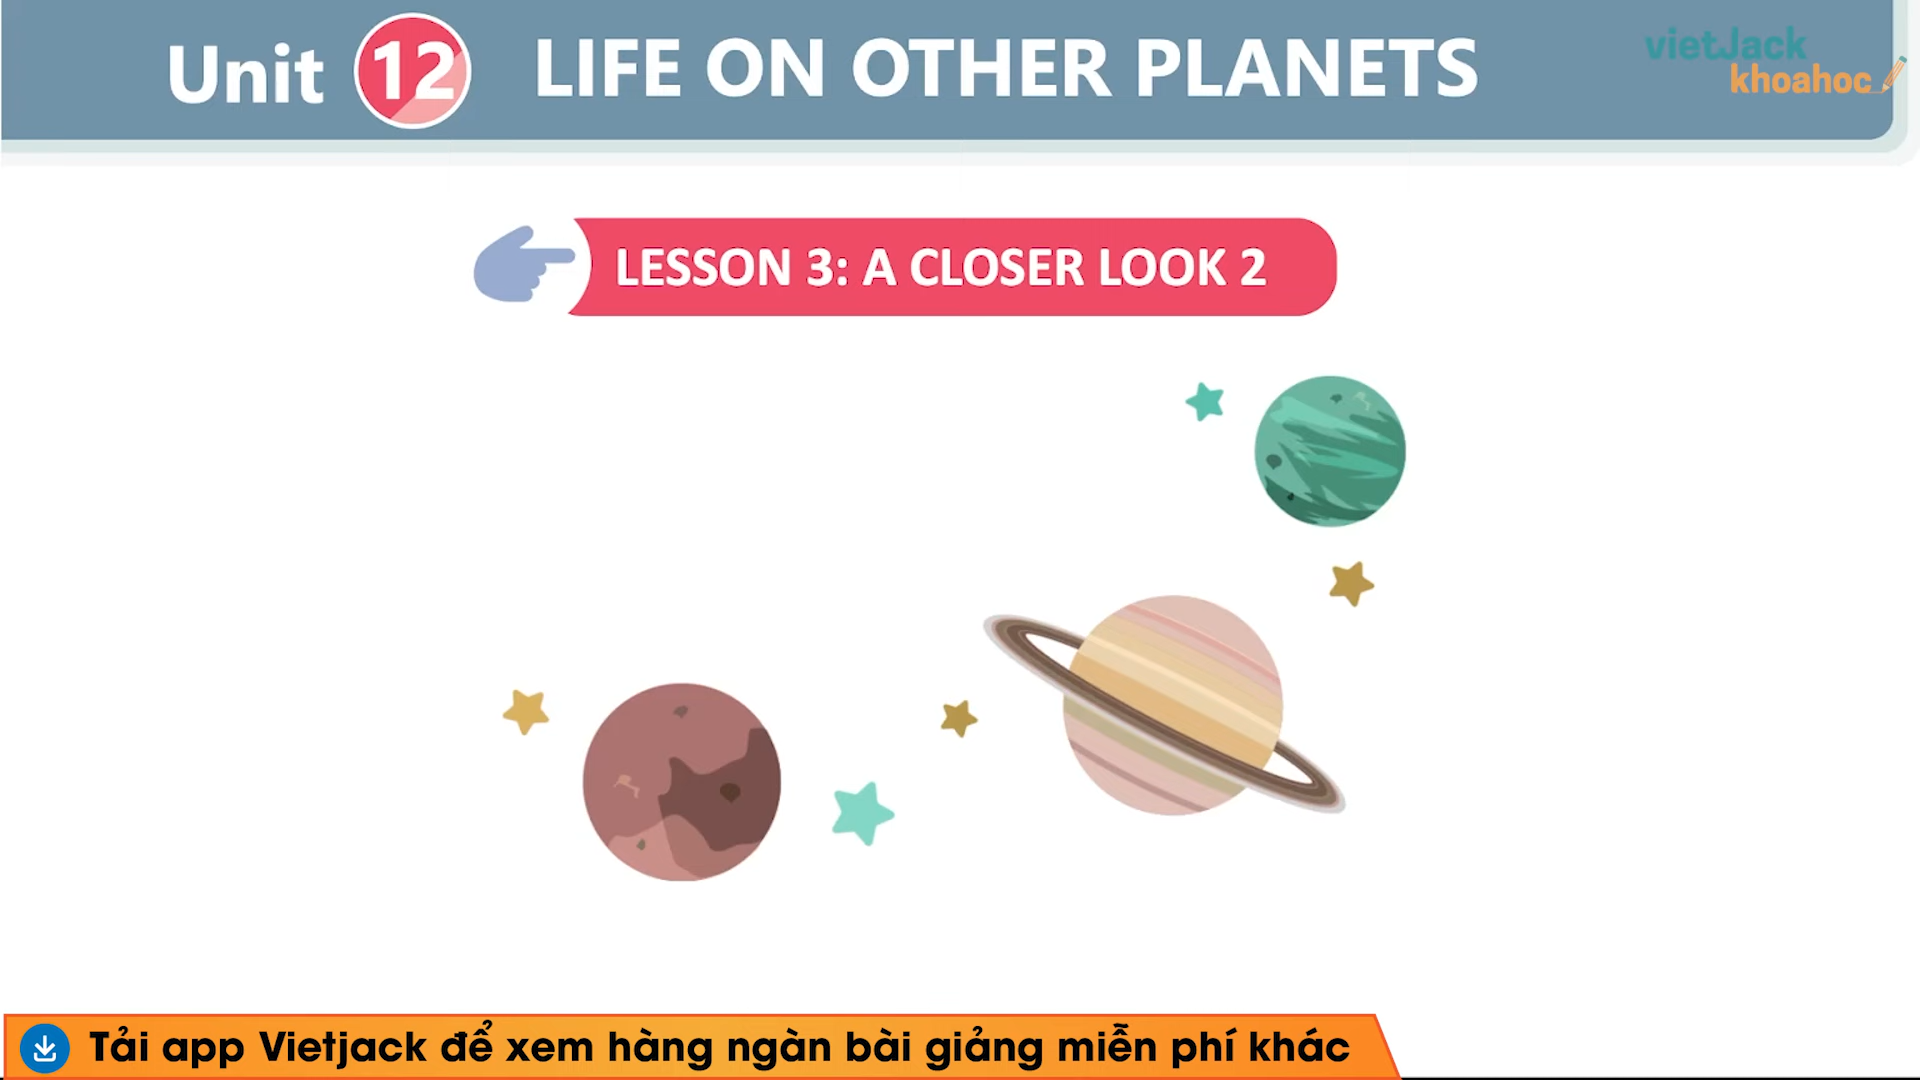 Unit 12 LIFE ON OTHER PLANETS
vietJack
khoahoc
LESSON 3: A CLOSER LOOK 2
Tải app Vietjack để xem hàng ngàn bài giảng miễn phí khác